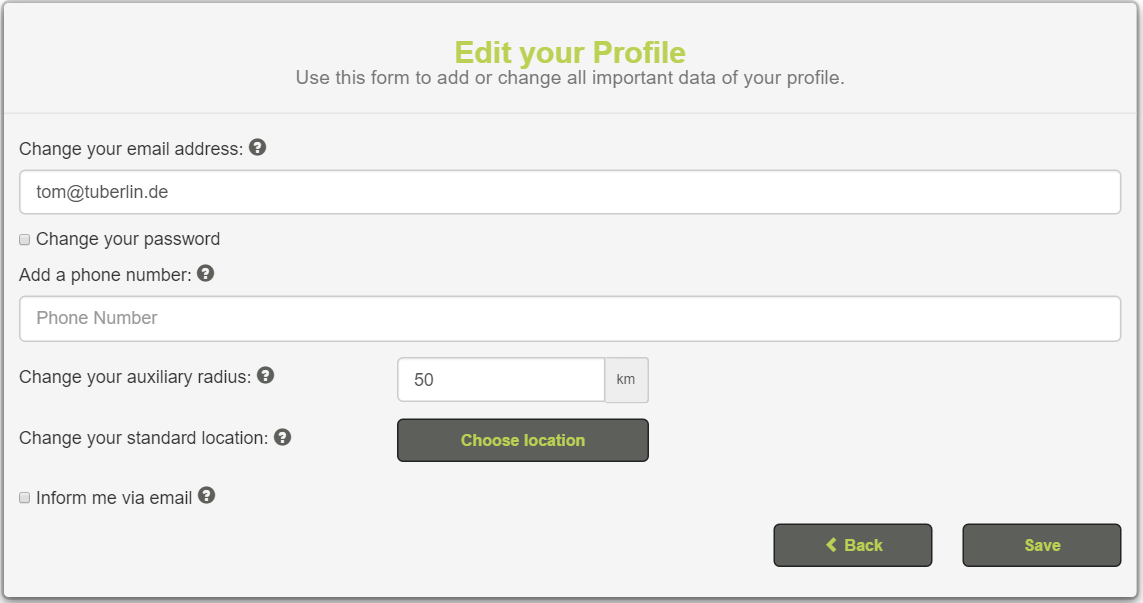 Edit your Profile
Use this form to add or change all important data of your profile.
Change your email address: ?
tom@tuberlin.de
Change your password
Add a phone number: ?
Phone Number
Change your auxiliary radius: ? 50 km
Change your standard location: ? Choose location
Inform me via email ?
Back Save